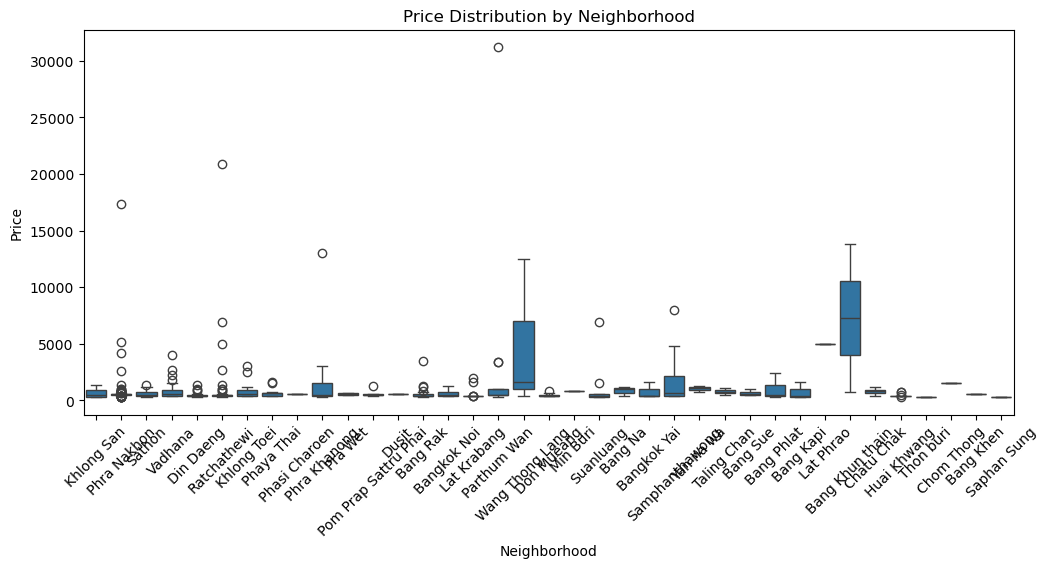 Price Distribution by Neighborhood
Price
30000
25000
20000
15000
10000
5000
0
Khlong San
Phra Nakhon
Sathon
Vadhana
Din Daeng
Ratchathewi
Khlong Toei
Phaya Thai
Phasi Charoen
Phra Khanong
Pra Wet
Pom Prap Sattru Phai
Dusit
Bang Rak
Bangkok Noi
Lat Krabang
Parthum Wan
Wang Thong Lang
Don Mueang
Min Buri
Suanluang
Bang Na
Bangkok Yai
Samphanthawong
Yan na wa
Taling Chan
Bang Sue
Bang Phlat
Bang Kapi
Lat Phrao
Bang Khun thain
Chatu Chak
Huai Khwang
Thon buri
Chom Thong
Bang Khen
Saphan Sung
Neighborhood